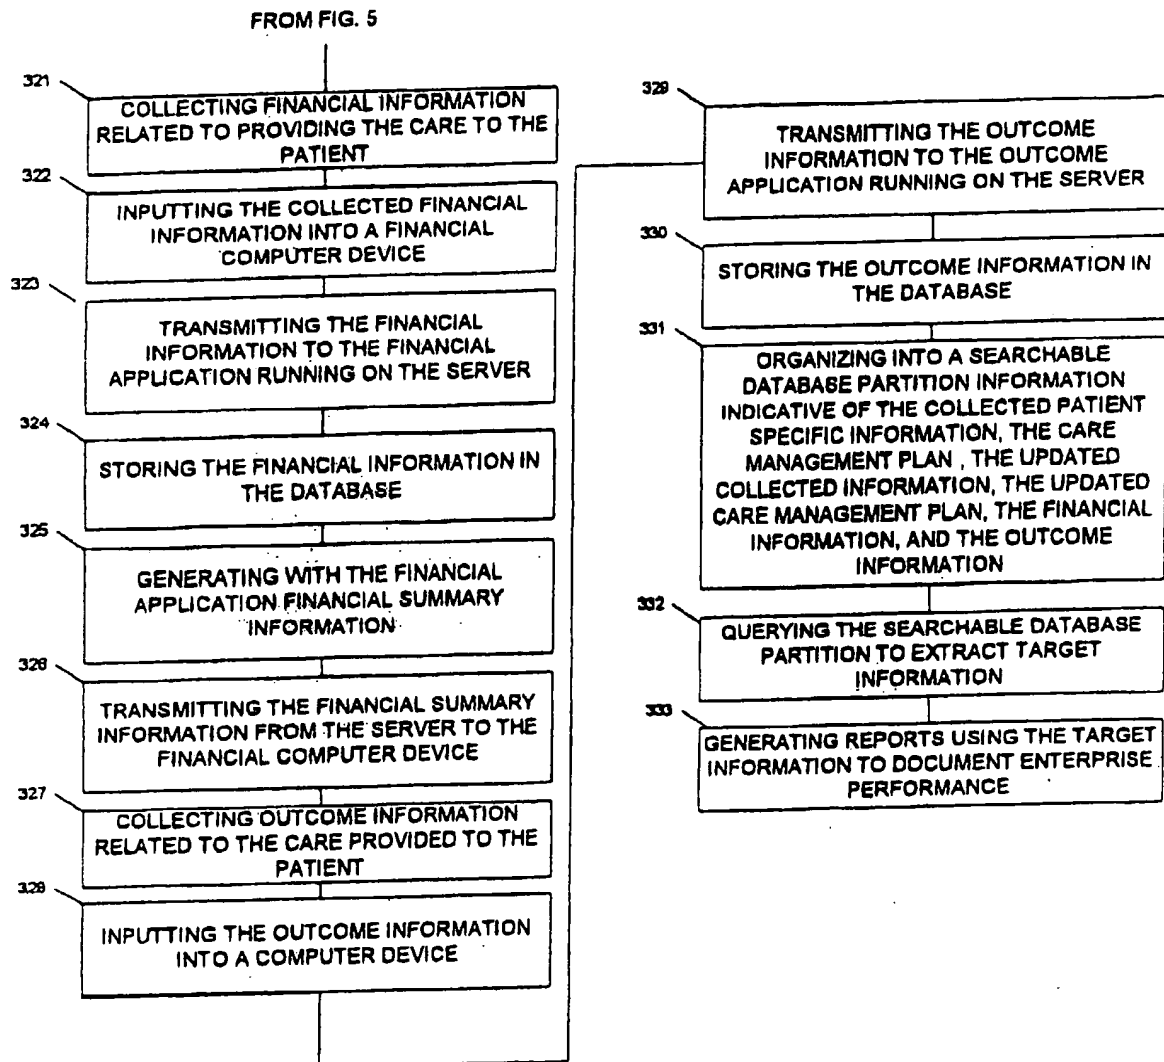 FROM FIG. 5
321
COLLECTING FINANCIAL INFORMATION
RELATED TO PROVIDING THE CARE TO THE
PATIENT
322
INPUTTING THE COLLECTED FINANCIAL
INFORMATION INTO A FINANCIAL
COMPUTER DEVICE
323
TRANSMITTING THE FINANCIAL
INFORMATION TO THE FINANCIAL
APPLICATION RUNNING ON THE SERVER
324
STORING THE FINANCIAL INFORMATION IN
THE DATABASE
325
GENERATING WITH THE FINANCIAL
APPLICATION FINANCIAL SUMMARY
INFORMATION
326
TRANSMITTING THE FINANCIAL SUMMARY
INFORMATION FROM THE SERVER TO THE
FINANCIAL COMPUTER DEVICE
327
COLLECTING OUTCOME INFORMATION
RELATED TO THE CARE PROVIDED TO THE
PATIENT
328
INPUTTING THE OUTCOME INFORMATION
INTO A COMPUTER DEVICE
329
TRANSMITTING THE OUTCOME
INFORMATION TO THE OUTCOME
APPLICATION RUNNING ON THE SERVER
330
STORING THE OUTCOME INFORMATION IN
THE DATABASE
331
ORGANIZING INTO A SEARCHABLE
DATABASE PARTITION INFORMATION
INDICATIVE OF THE COLLECTED PATIENT
SPECIFIC INFORMATION, THE CARE
MANAGEMENT PLAN , THE UPDATED
COLLECTED INFORMATION, THE UPDATED
CARE MANAGEMENT PLAN, THE FINANCIAL
INFORMATION, AND THE OUTCOME
INFORMATION
332
QUERYING THE SEARCHABLE DATABASE
PARTITION TO EXTRACT TARGET
INFORMATION
333
GENERATING REPORTS USING THE TARGET
INFORMATION TO DOCUMENT ENTERPRISE
PERFORMANCE